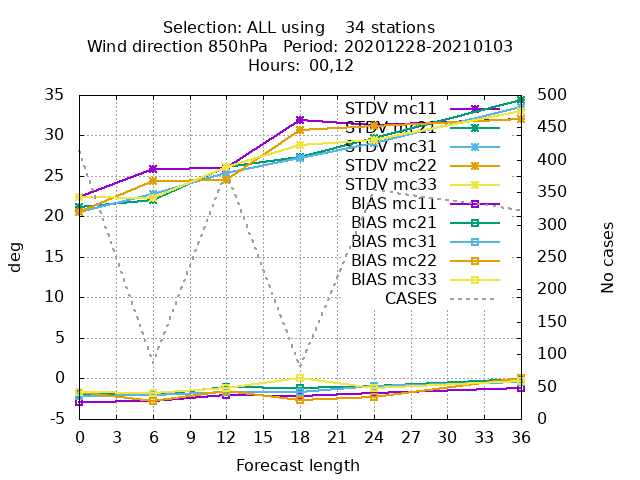 Selection: ALL using    34 stations
Wind direction 850hPa   Period: 20201228-20210103
Hours:  00,12
35
30
25
20
15
10
5
0
-5
deg
STDV mc11
STDV mc21
STDV mc31
STDV mc22
STDV mc33
BIAS mc11
BIAS mc21
BIAS mc31
BIAS mc22
BIAS mc33
CASES
500
450
400
350
300
250
200
150
100
50
0
No cases
0 3 6 9 12 15 18 21 24 27 30 33 36
Forecast length